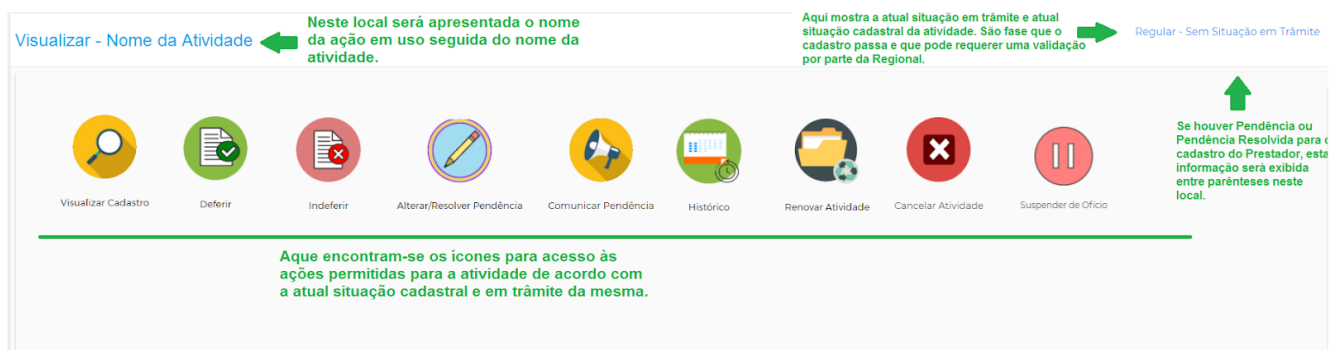 Visualizar - Nome da Atividade
Neste local será apresentada o nome
da ação em uso seguida do nome da
atividade.
Aqui mostra a atual situação em trâmite e atual
situação cadastral da atividade. São fase que o
cadastro passa e que pode requerer uma validação
por parte da Regional.
Regular - Sem Situação em Trâmite
Se houver Pendência ou
Pendência Resolvida para o
cadastro do Prestador, esta
informação será exibida
entre parênteses neste
local.
Visualizar Cadastro
Deferir
Indeferir
Alterar/Resolver Pendência
Comunicar Pendência
Histórico
Renovar Atividade
Cancelar Atividade
Suspender de Ofício
Aque encontram-se os ícones para acesso às
ações permitidas para a atividade de acordo com
a atual situação cadastral e em trâmite da mesma.